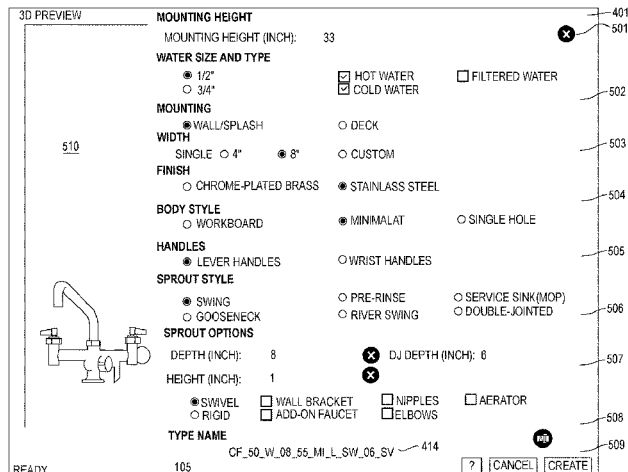 3D PREVIEW
MOUNTING HEIGHT
401
MOUNTING HEIGHT (INCH): 33
501
WATER SIZE AND TYPE
1/2" HOT WATER FILTERED WATER
3/4" COLD WATER
502
MOUNTING
WALL/SPLASH DECK
WIDTH
503
510
SINGLE 4" 8" CUSTOM
FINISH
CHROME-PLATED BRASS STAINLASS STEEL
504
BODY STYLE
WORKBOARD MINIMALAT SINGLE HOLE
HANDLES
505
LEVER HANDLES WRIST HANDLES
SPROUT STYLE
SWING PRE-RINSE SERVICE SINK(MOP)
GOOSENECK RIVER SWING DOUBLE-JOINTED
506
SPROUT OPTIONS
DEPTH (INCH): 8 DJ DEPTH (INCH): 6
507
HEIGHT (INCH): 1
SWIVEL WALL BRACKET NIPPLES AERATOR
RIGID ADD-ON FAUCET ELBOWS
508
TYPE NAME
CF_50_W_08_55_MI_L_SW_06_SV 414
509
READY 105 ? CANCEL CREATE